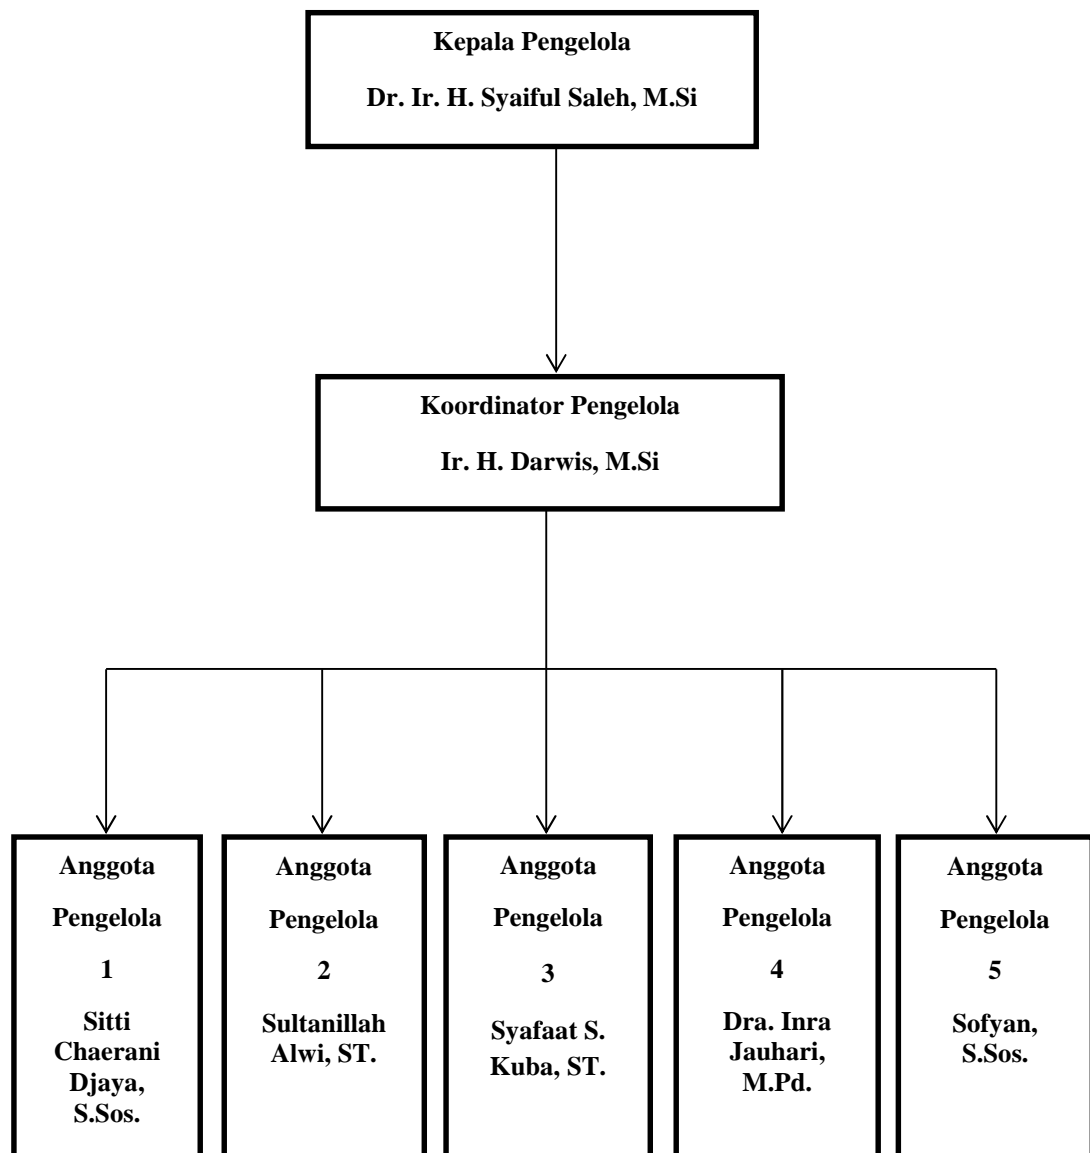 Kepala Pengelola
Dr. Ir. H. Syaiful Saleh, M.Si
Koordinator Pengelola
Ir. H. Darwis, M.Si
Anggota
Pengelola
1
Sitti
Chaerani
Djaya,
S.Sos.
Anggota
Pengelola
2
Sultanillah
Alwi, ST.
Anggota
Pengelola
3
Syafaat S.
Kuba, ST.
Anggota
Pengelola
4
Dra. Inra
Jauhari,
M.Pd.
Anggota
Pengelola
5
Sofyan,
S.Sos.